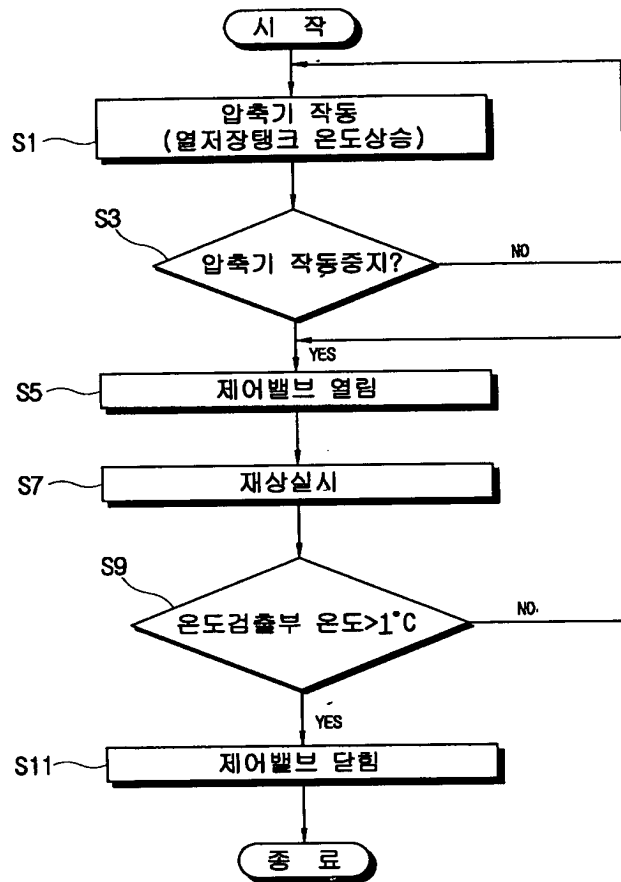 시 작
S1
압축기 작동
(열저장탱크 온도상승)
S3
압축기 작동중지?
NO
YES
S5
제어밸브 열림
S7
재상실시
S9
온도검출부 온도>1°C
NO
YES
S11
제어밸브 닫힘
종 료